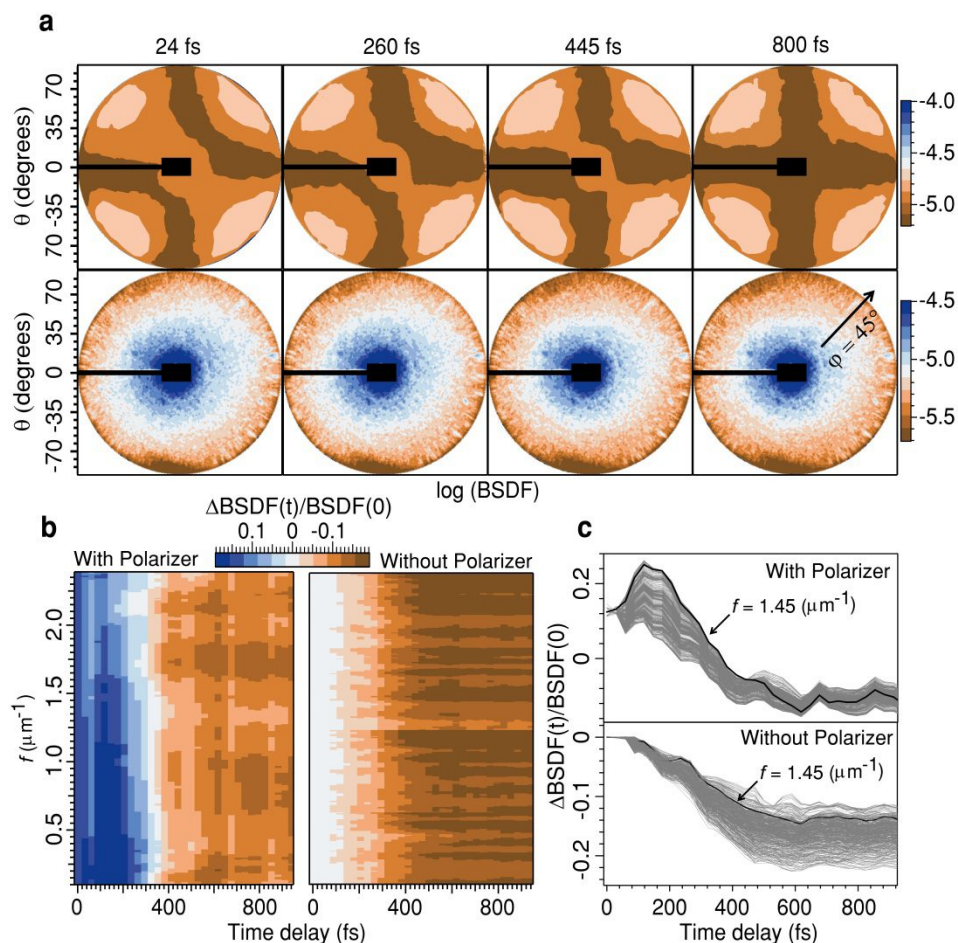 a
24 fs 260 fs 445 fs 800 fs
θ (degrees)
70
35
0
-35
70
-4.0
-4.5
-5.0
θ (degrees)
70
35
0
-35
-70
φ = 45°
-4.5
-5.0
-5.5
log (BSDF)
b
ΔBSDF(t)/BSDF(0)
0.1 0 -0.1
With Polarizer Without Polarizer
f (μm⁻¹)
2.0
1.5
1.0
0.5
0 400 800 0 400 800
Time delay (fs) Time delay (fs)
c
ΔBSDF(t)/BSDF(0)
0.2
0
With Polarizer
f = 1.45 (μm⁻¹)
0
-0.1
-0.2
Without Polarizer
f = 1.45 (μm⁻¹)
0 200 400 600 800
Time delay (fs)